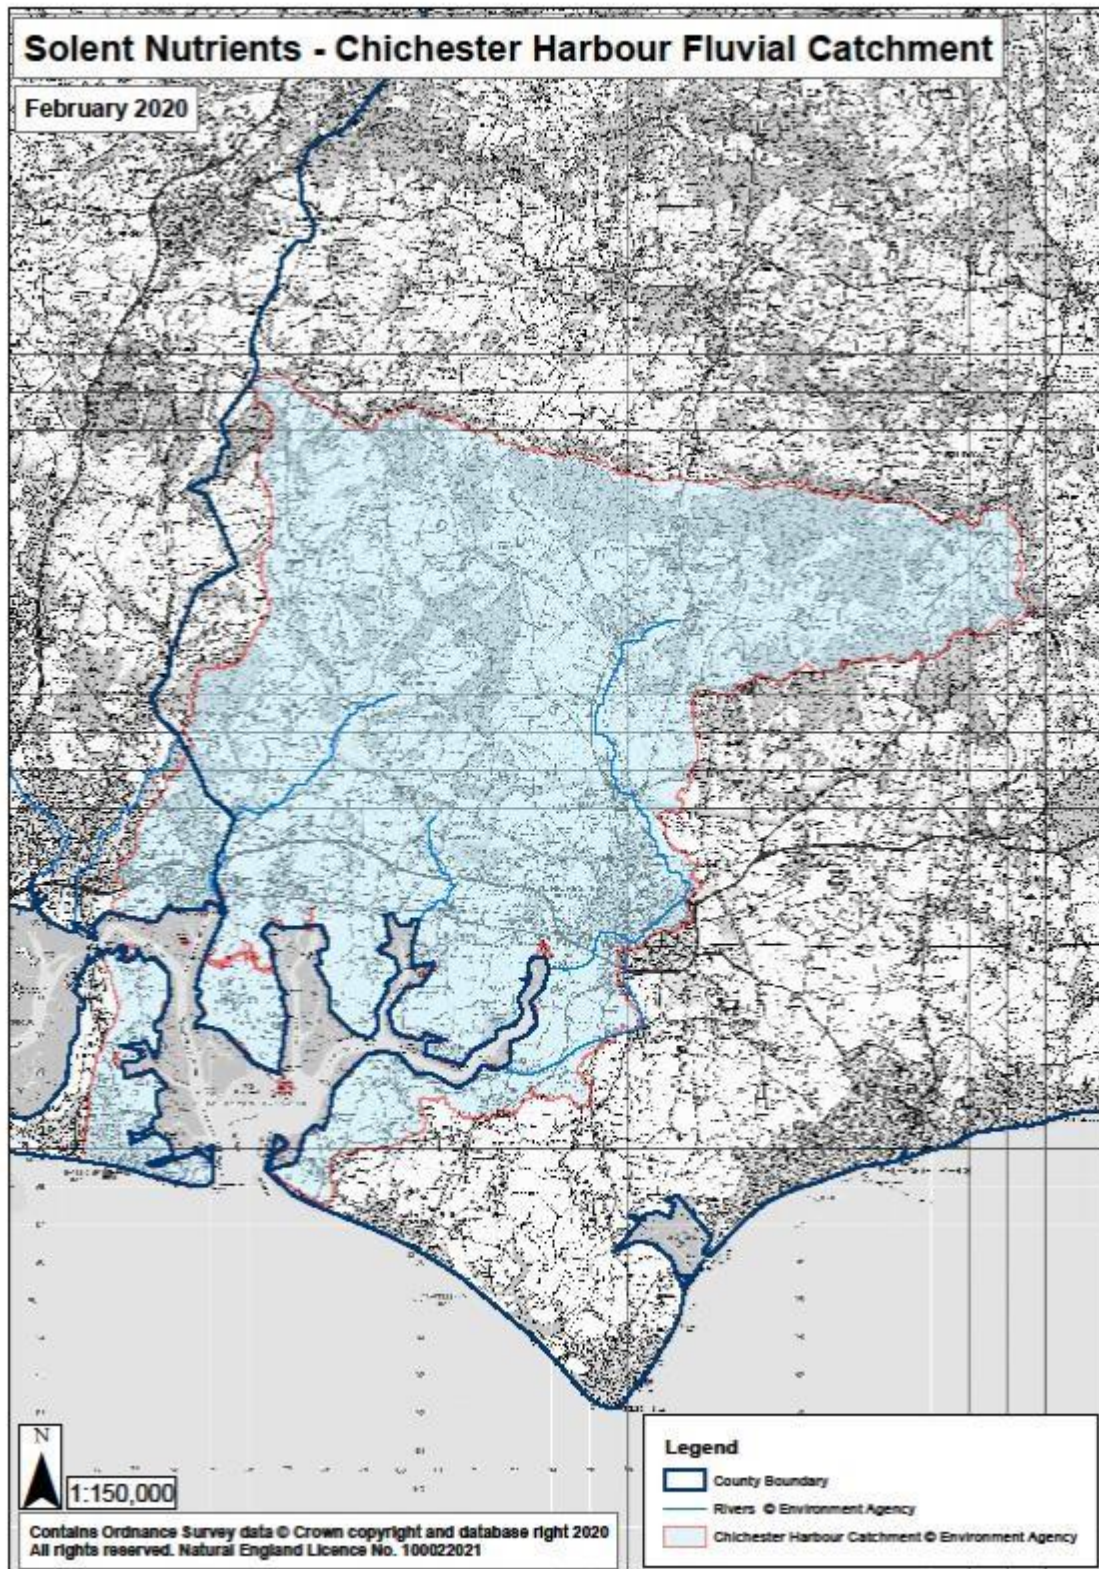 Solent Nutrients - Chichester Harbour Fluvial Catchment
February 2020
N
1:150,000
Contains Ordnance Survey data © Crown copyright and database right 2020
All rights reserved. Natural England Licence No. 100022021
Legend
County Boundary
Rivers © Environment Agency
Chichester Harbour Catchment © Environment Agency